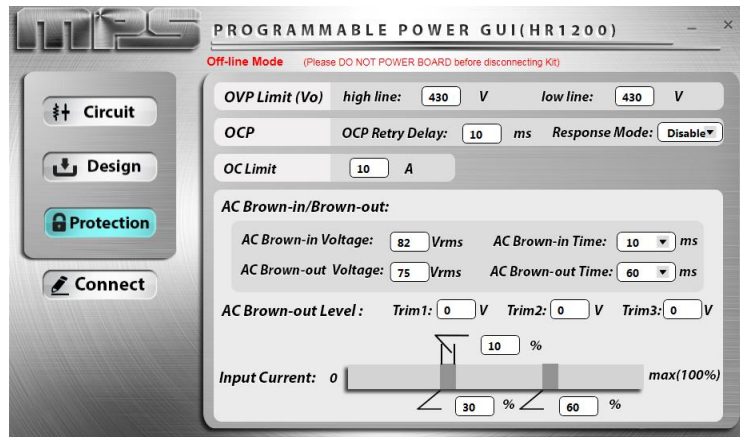 mps PROGRAMMABLE POWER GUI(HR1200)
Off-line Mode (Please DO NOT POWER BOARD before disconnecting Kit)
Circuit
Design
Protection
Connect
OVP Limit (Vo) high line: 430 V low line: 430 V
OCP OCP Retry Delay: 10 ms Response Mode: Disable
OC Limit 10 A
AC Brown-in/Brown-out:
AC Brown-in Voltage: 82 Vrms AC Brown-in Time: 10 ms
AC Brown-out Voltage: 75 Vrms AC Brown-out Time: 60 ms
AC Brown-out Level : Trim1: 0 V Trim2: 0 V Trim3: 0 V
10 %
Input Current: 0 max(100%)
30 % 60 %